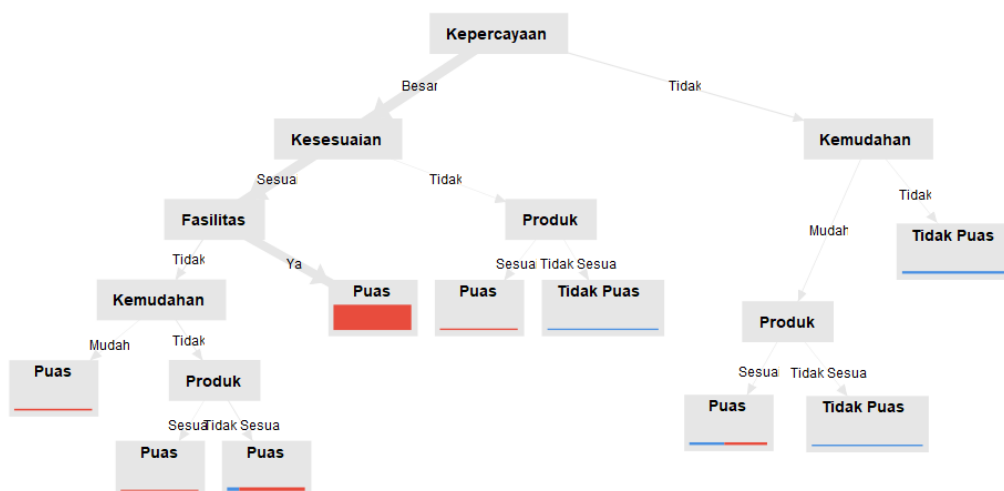 Kepercayaan
Besar
Tidak
Kesesuaian
Kemudahan
Sesua
Tidak
Mudah
Tidak
Fasilitas
Produk
Tidak Puas
Tidak
Ya
Sesua
Tidak Sesua
Kemudahan
Puas
Puas
Tidak Puas
Produk
Mudah
Tidak
Sesua
Tidak Sesua
Puas
Produk
Puas
Tidak Puas
Sesua
Tidak Sesua
Puas
Puas